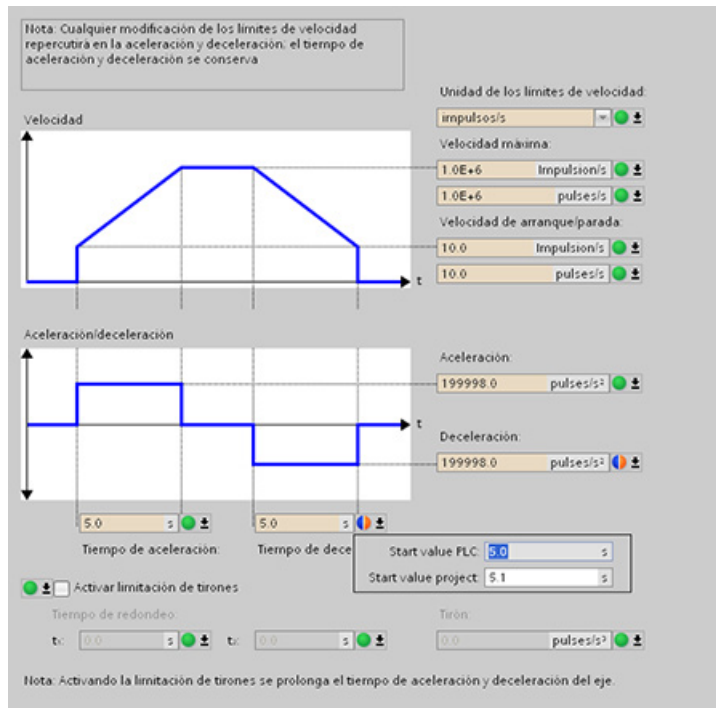 Nota: Cualquier modificación de los límites de velocidad
repercutirá en la aceleración y deceleración; el tiempo de
aceleración y deceleración se conserva
Unidad de los límites de velocidad:
impulsos/s
Velocidad
Velocidad máxima:
1.0E+6 Impulsion/s
1.0E+6 pulses/s
Velocidad de arranque/parada:
10.0 Impulsion/s
10.0 pulses/s
t
Aceleración/deceleración
Aceleración:
199998.0 pulses/s²
t
Deceleración:
199998.0 pulses/s²
5.0 s
5.0 s
Tiempo de aceleración:
Tiempo de dece
Start value PLC: 5.0 s
Start value project: 5.1 s
Activar limitación de tirones
Tiempo de redondeo:
Tirón:
t₁: 0.0 s
t₂: 0.0 s
0.0 pulses/s³
Nota: Activando la limitación de tirones se prolonga el tiempo de aceleración y deceleración del eje.